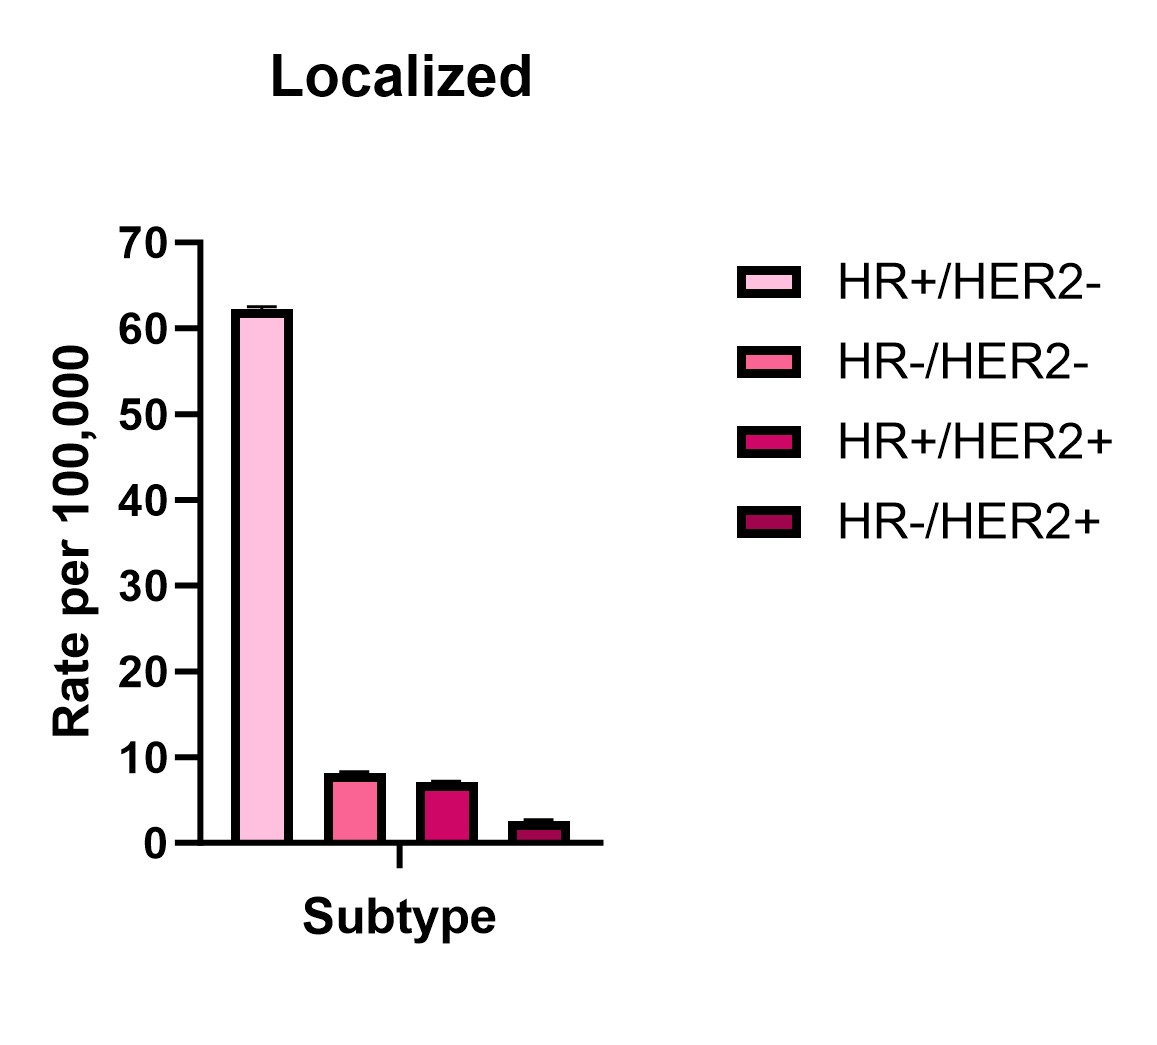 Localized
Rate per 100,000
70
60
50
40
30
20
10
0
Subtype
HR+/HER2-
HR-/HER2-
HR+/HER2+
HR-/HER2+